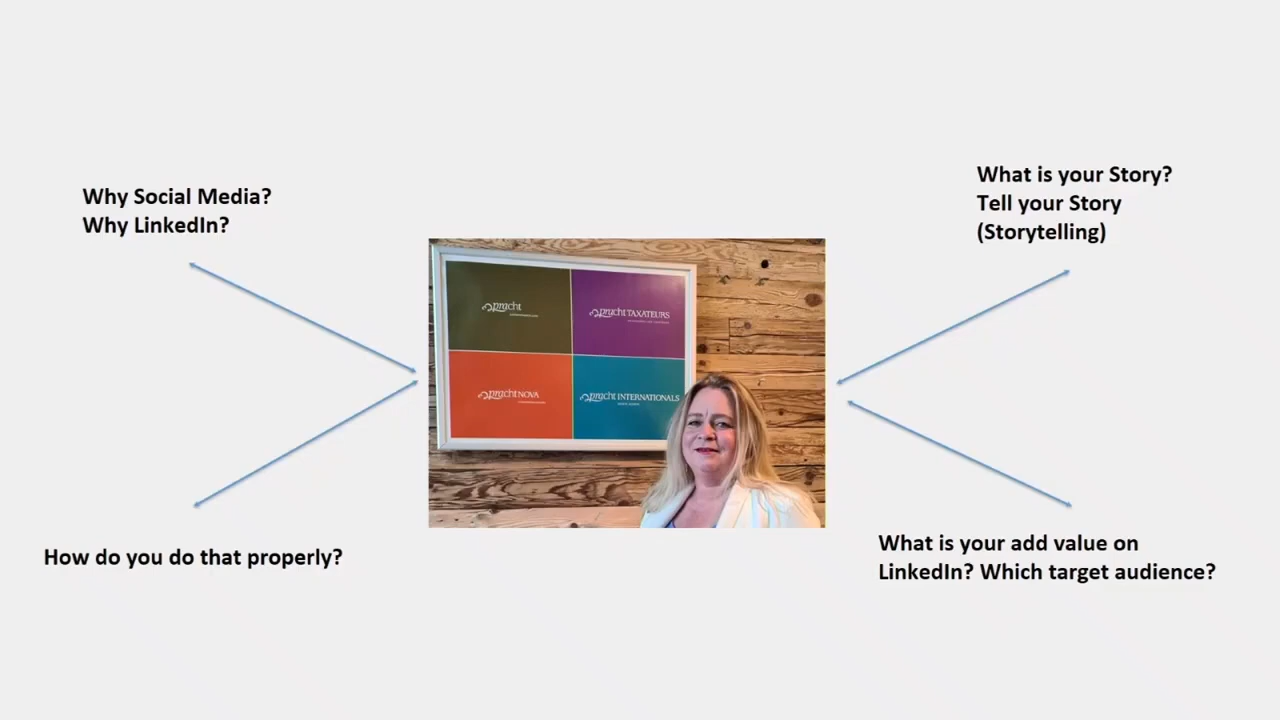 Why Social Media?
Why LinkedIn?
What is your Story?
Tell your Story
(Storytelling)
pracht
pracht TAXATEURS
pracht NOVA
pracht INTERNATIONALS
How do you do that properly?
What is your add value on
LinkedIn? Which target audience?